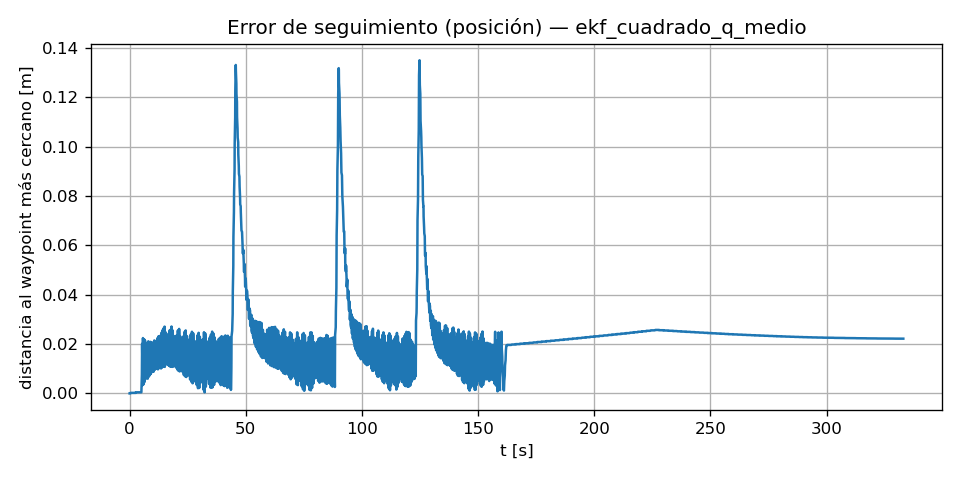 Error de seguimiento (posición) — ekf_cuadrado_q_medio
distancia al waypoint más cercano [m]
0.14
0.12
0.10
0.08
0.06
0.04
0.02
0.00
0 50 100 150 200 250 300
t [s]